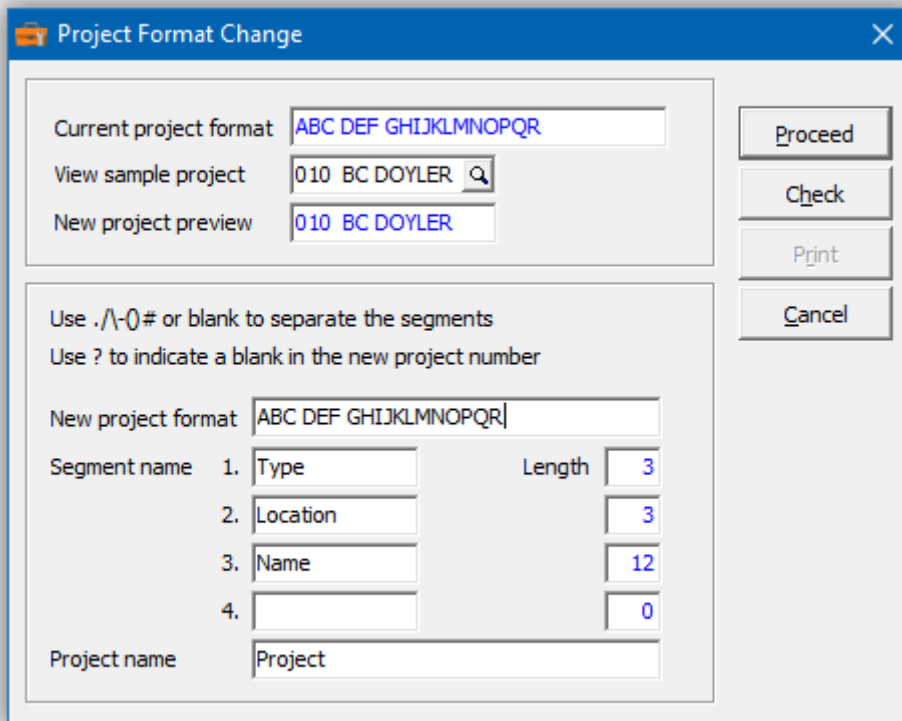 Project Format Change
Current project format ABC DEF GHIJKLMNOPQR
View sample project 010  BC DOYLER
New project preview 010  BC DOYLER
Proceed
Check
Print
Cancel
Use ./\-()# or blank to separate the segments
Use ? to indicate a blank in the new project number
New project format ABC DEF GHIJKLMNOPQR
Segment name 1. Type Length 3
2. Location 3
3. Name 12
4. 0
Project name Project